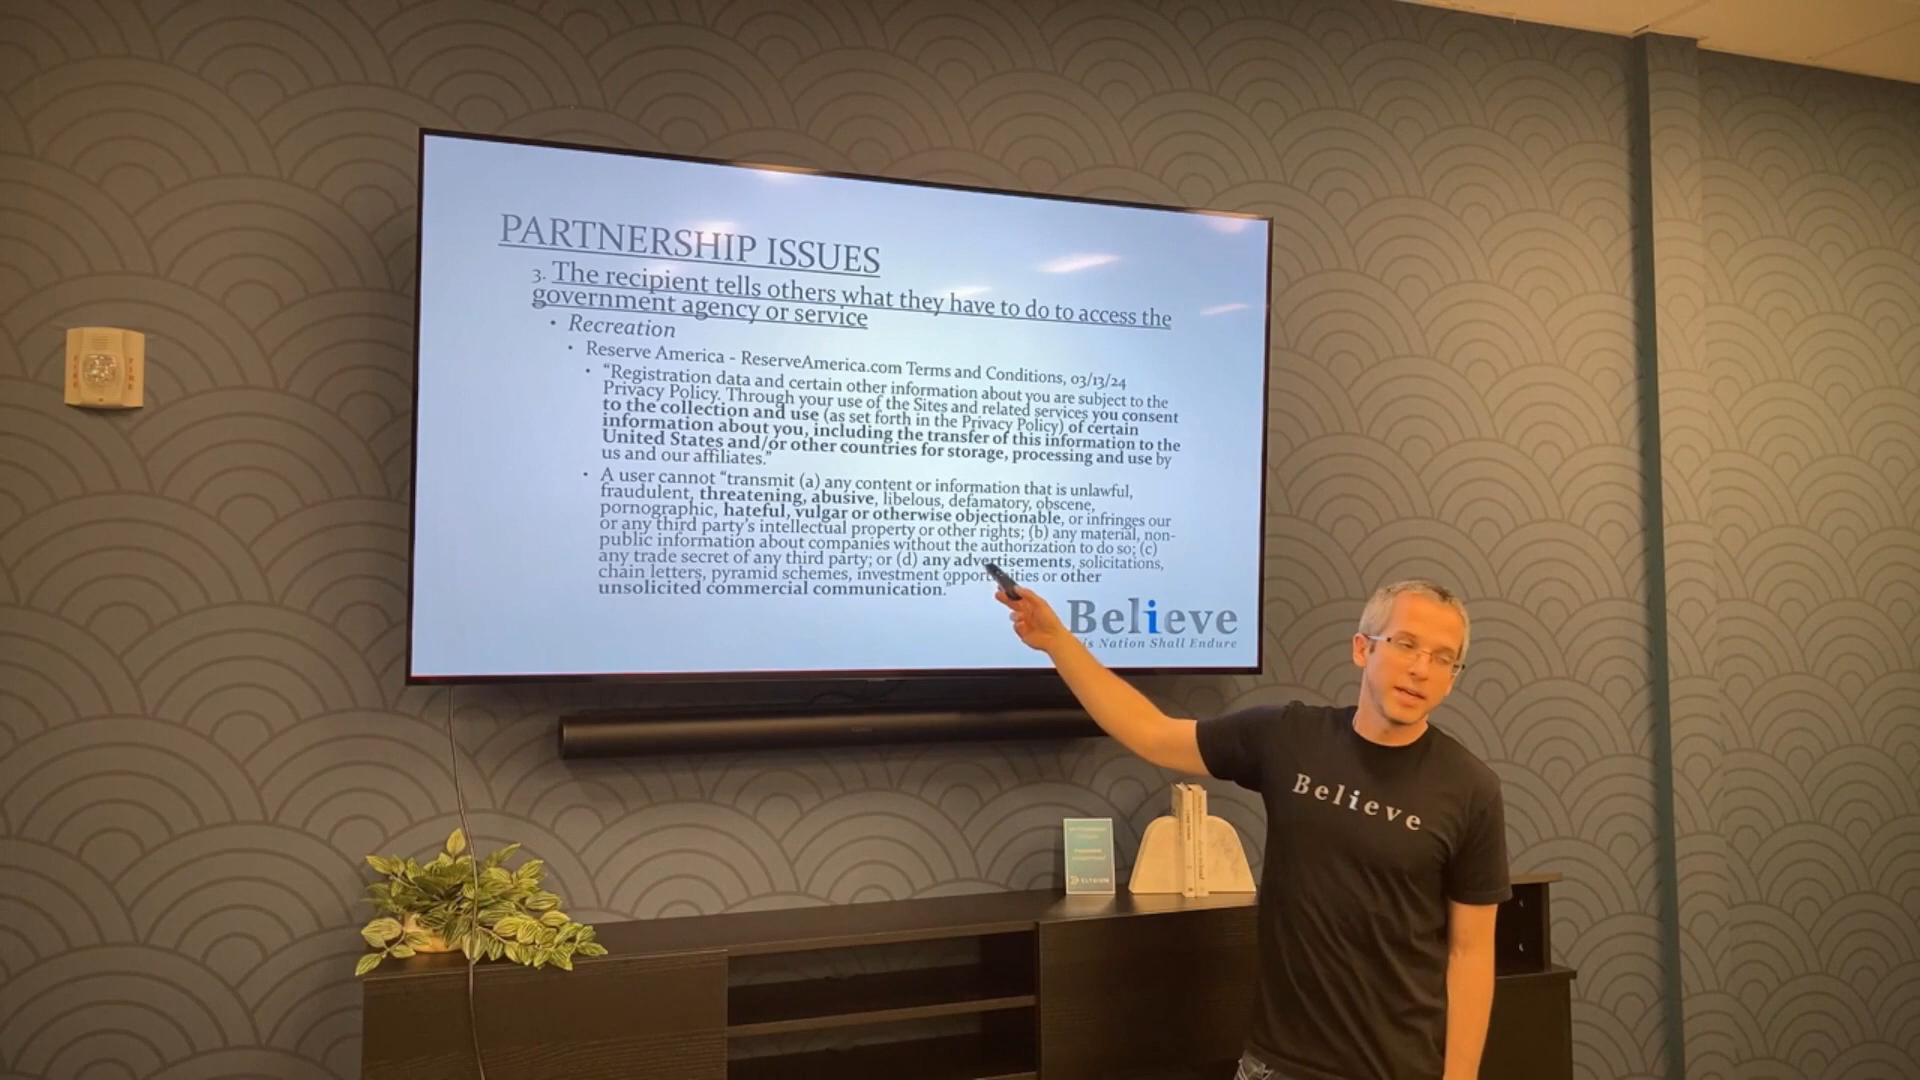 PARTNERSHIP ISSUES
3. The recipient tells others what they have to do to access the
government agency or service
• Recreation
• Reserve America - ReserveAmerica.com Terms and Conditions, 03/13/24
• “Registration data and certain other information about you are subject to the
Privacy Policy. Through your use of the Sites and related services you consent
to the collection and use (as set forth in the Privacy Policy) of certain
information about you, including the transfer of this information to the
United States and/or other countries for storage, processing and use by
us and our affiliates.”
• A user cannot “transmit (a) any content or information that is unlawful,
fraudulent, threatening, abusive, libelous, defamatory, obscene,
pornographic, hateful, vulgar or otherwise objectionable, or infringes our
or any third party's intellectual property or other rights; (b) any material, non-
public information about companies without the authorization to do so; (c)
any trade secret of any third party; or (d) any advertisements, solicitations,
chain letters, pyramid schemes, investment opportunities or other
unsolicited commercial communication.”
Believe
is Nation Shall Endure
Believe
FIRE
FIRE
ELYSIUM